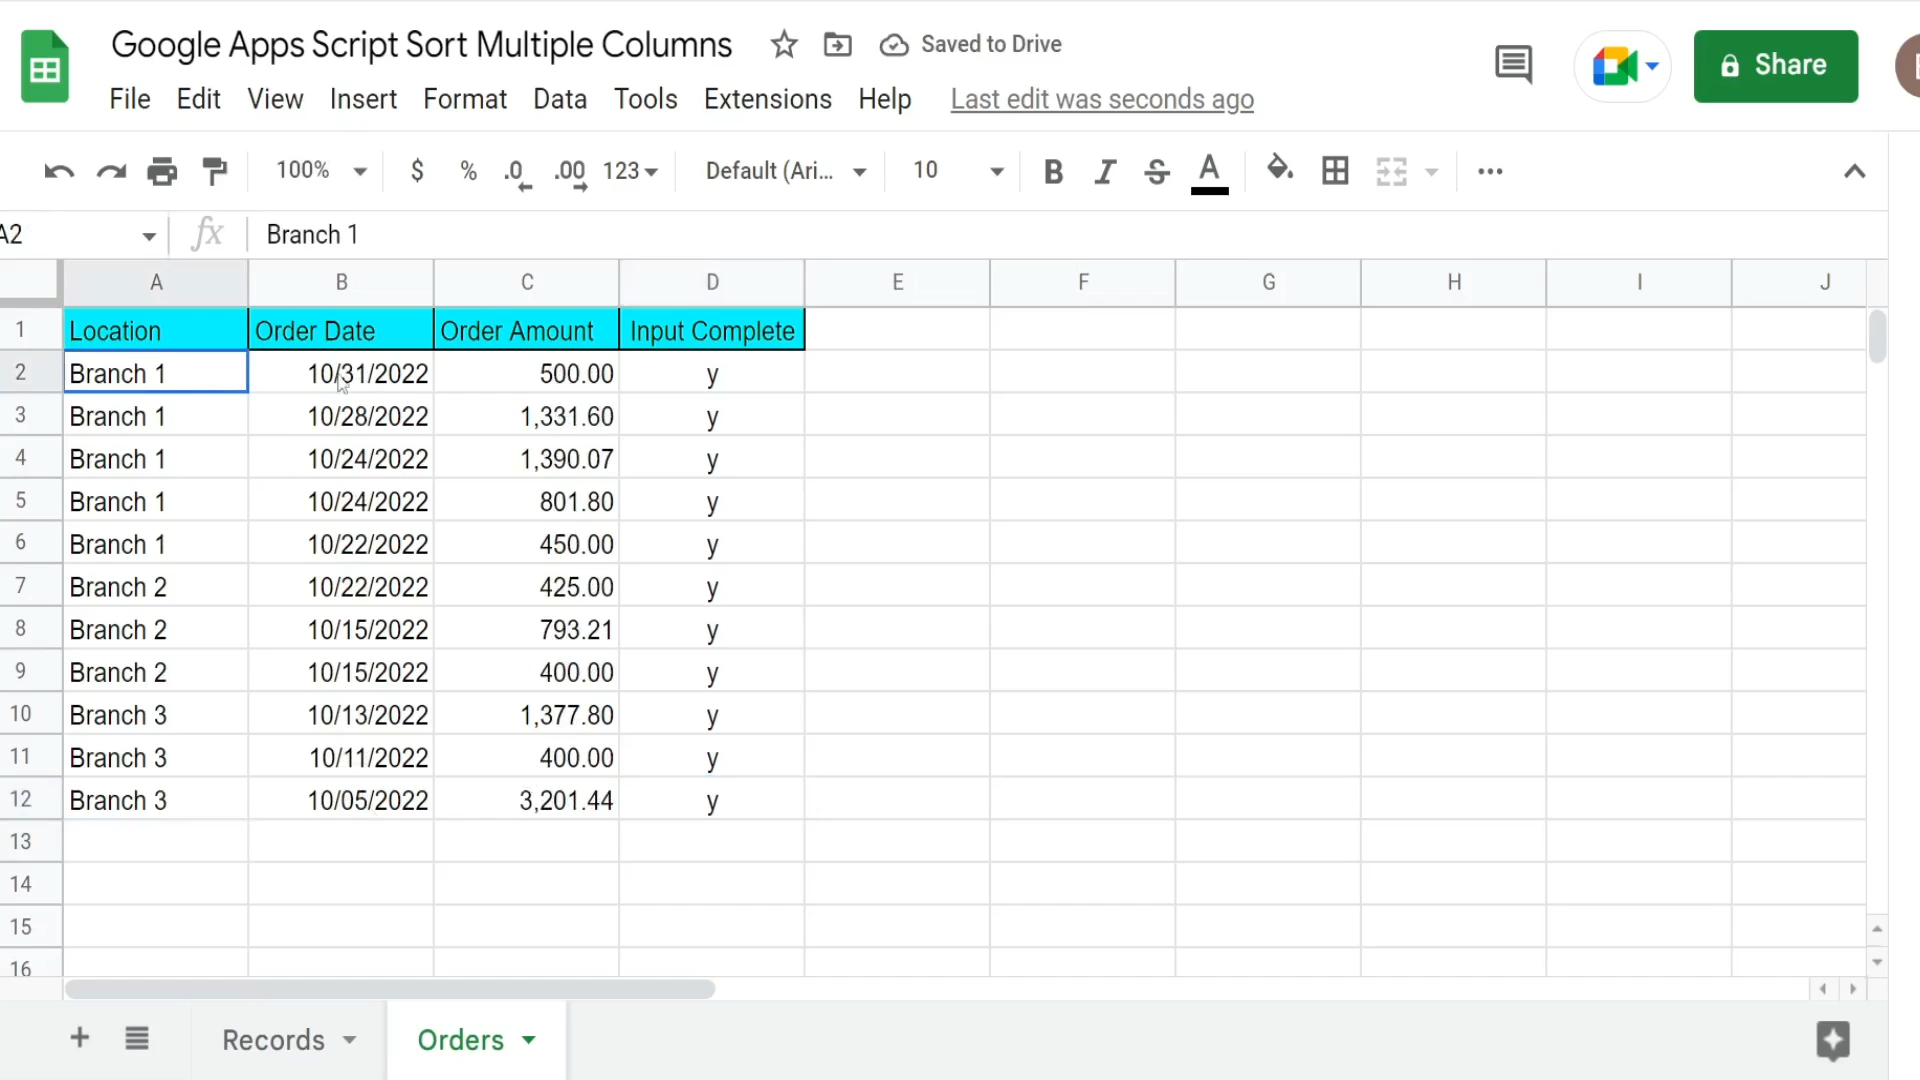 Google Apps Script Sort Multiple Columns Saved to Drive
File Edit View Insert Format Data Tools Extensions Help Last edit was seconds ago
Share
100% $ % .0 .00 123 Default (Ari... 10 B I S A
A2 fx Branch 1
A B C D E F G H I J
1 Location Order Date Order Amount Input Complete
2 Branch 1 10/31/2022 500.00 y
3 Branch 1 10/28/2022 1,331.60 y
4 Branch 1 10/24/2022 1,390.07 y
5 Branch 1 10/24/2022 801.80 y
6 Branch 1 10/22/2022 450.00 y
7 Branch 2 10/22/2022 425.00 y
8 Branch 2 10/15/2022 793.21 y
9 Branch 2 10/15/2022 400.00 y
10 Branch 3 10/13/2022 1,377.80 y
11 Branch 3 10/11/2022 400.00 y
12 Branch 3 10/05/2022 3,201.44 y
13
14
15
16
Records Orders